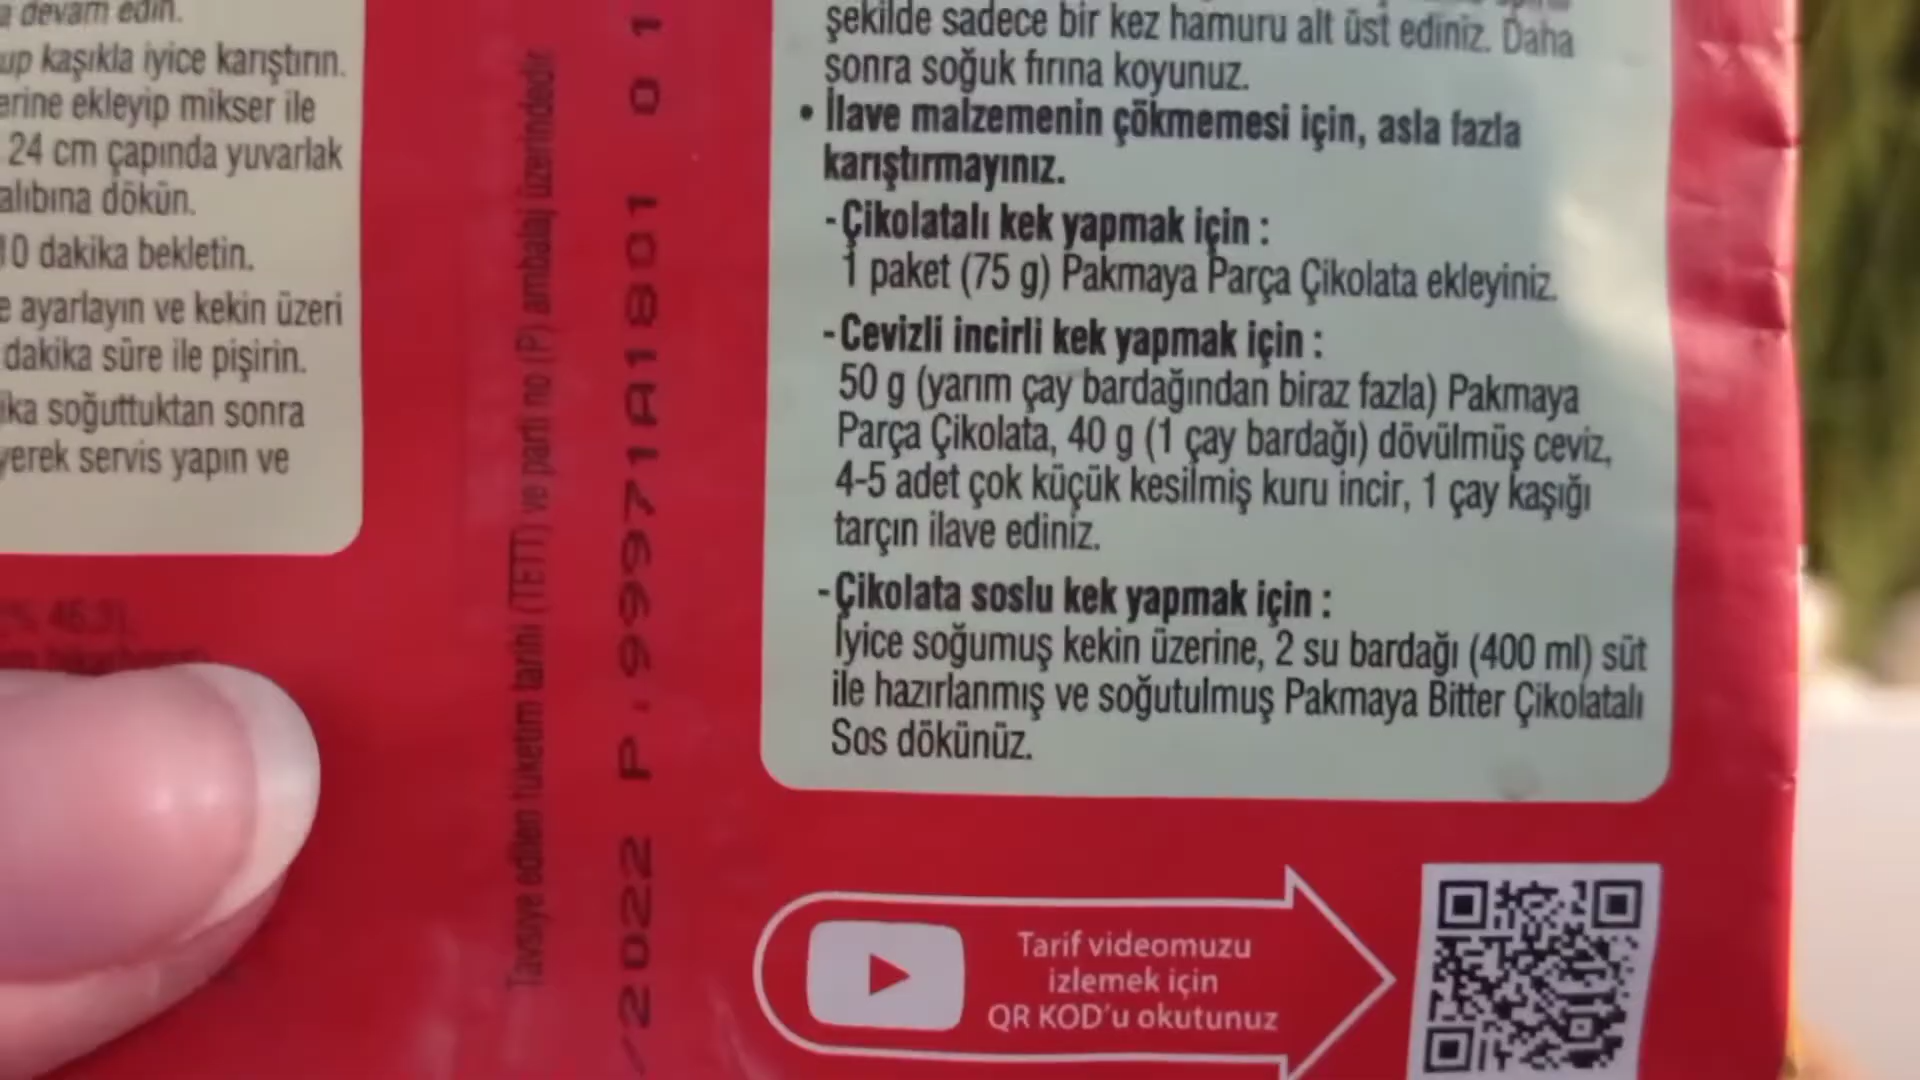 devam edin.
up kaşıkla iyice karıştırın.
erine ekleyip mikser ile
24 cm çapında yuvarlak
alıbına dökün.
10 dakika bekletin.
e ayarlayın ve kekin üzeri
dakika süre ile pişirin.
ika soğuttuktan sonra
yerek servis yapın ve
% 46.3),
Tavsiye edilen tüketim tarihi (TETT) ve parti no (P) ambalaj üzerindedir
/2022 P:99971A1801 01
şekilde sadece bir kez hamuru alt üst ediniz. Daha
sonra soğuk fırına koyunuz.
• İlave malzemenin çökmemesi için, asla fazla
karıştırmayınız.
- Çikolatalı kek yapmak için :
1 paket (75 g) Pakmaya Parça Çikolata ekleyiniz.
- Cevizli incirli kek yapmak için :
50 g (yarım çay bardağından biraz fazla) Pakmaya
Parça Çikolata, 40 g (1 çay bardağı) dövülmüş ceviz,
4-5 adet çok küçük kesilmiş kuru incir, 1 çay kaşığı
tarçın ilave ediniz.
- Çikolata soslu kek yapmak için :
İyice soğumuş kekin üzerine, 2 su bardağı (400 ml) süt
ile hazırlanmış ve soğutulmuş Pakmaya Bitter Çikolatalı
Sos dökünüz.
Tarif videomuzu
izlemek için
QR KOD'u okutunuz